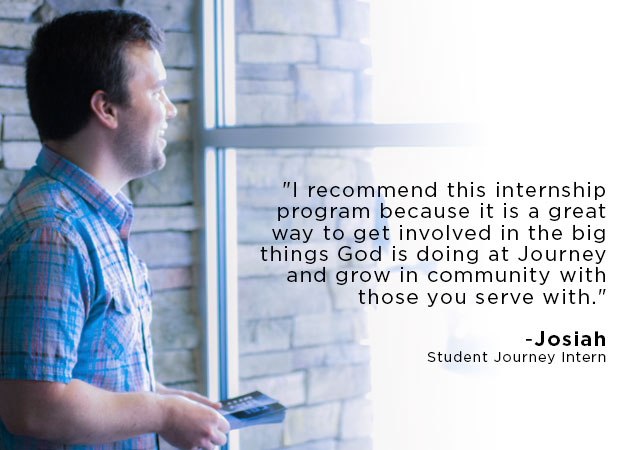 "I recommend this internship
program because it is a great
way to get involved in the big
things God is doing at Journey
and grow in community with
those you serve with."
-Josiah
Student Journey Intern